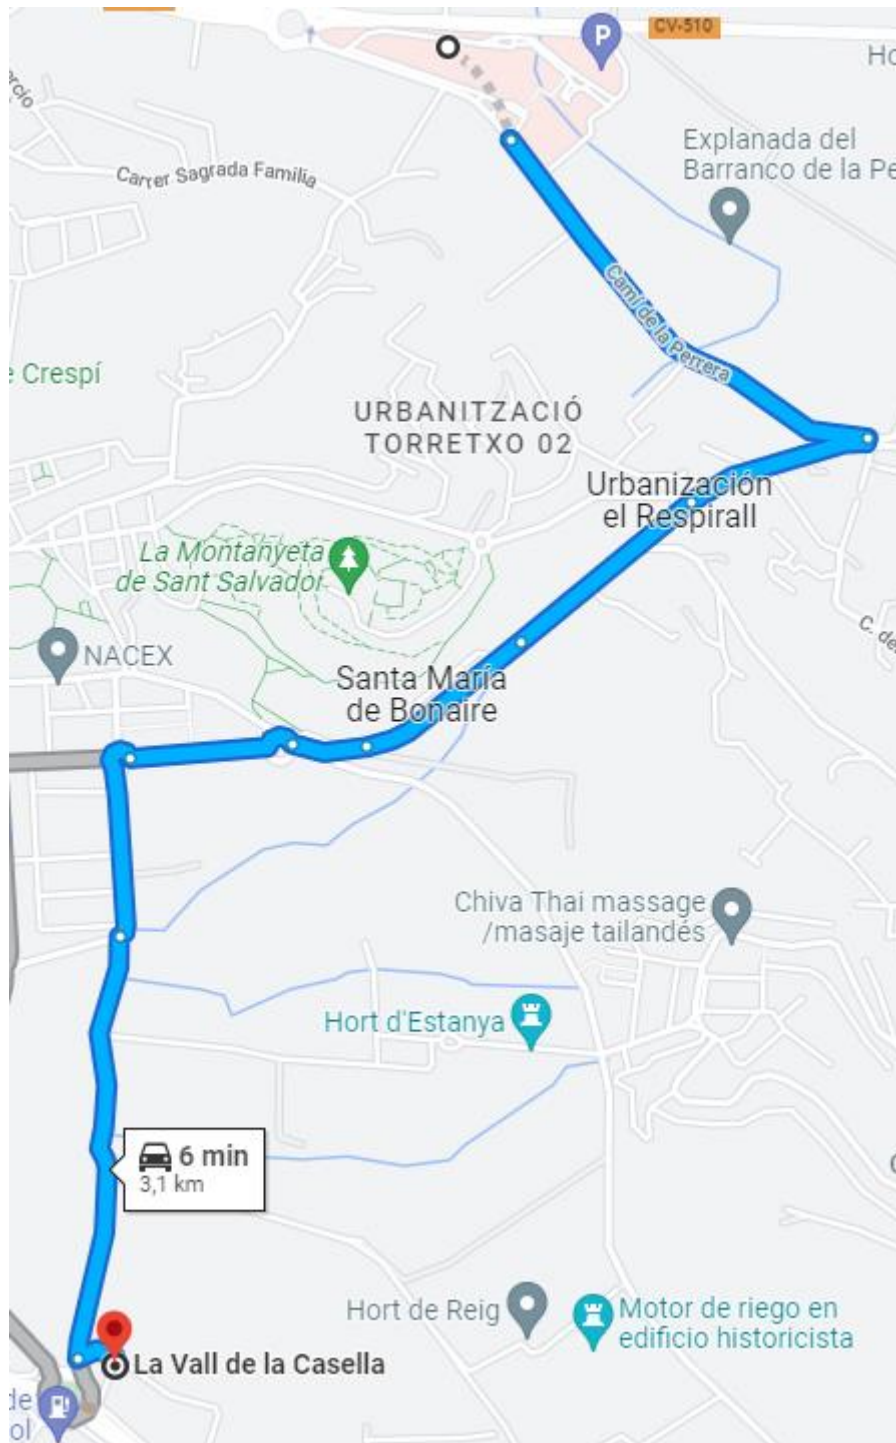 CV-510
P
Ho
ercio
Carrer Sagrada Familia
Explanada del
Barranco de la Pe
Camí de la Perrera
e Crespí
URBANITZACIÓ
TORRETXO 02
Urbanización
el Respirall
La Montanyeta
de Sant Salvador
C. de
NACEX
Santa María
de Bonaire
Chiva Thai massage
/masaje tailandés
Hort d'Estanya
6 min
3,1 km
Hort de Reig
Motor de riego en
edificio historicista
La Vall de la Casella
de
ol